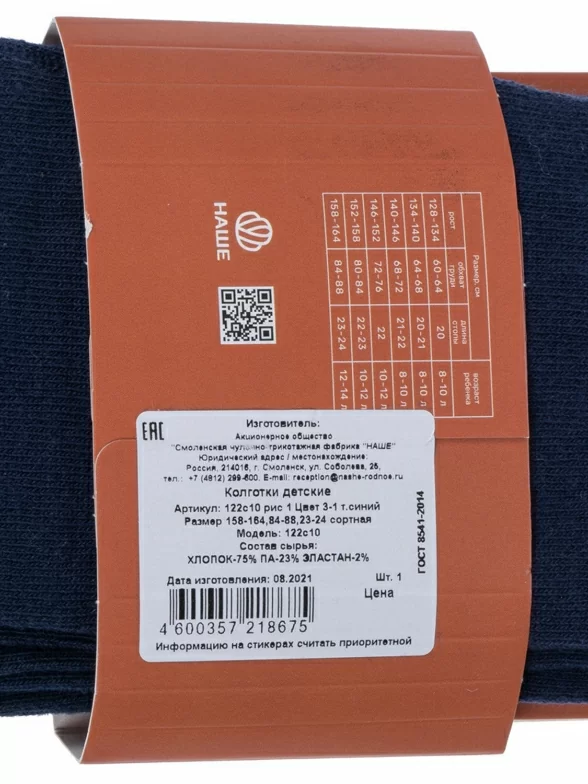 НАШЕ
Размер, см
рост
обхват груди
длина стопы
возраст ребенка
128-134 60-64 20 8-10 л
134-140 64-68 20-21 8-10 л
140-146 68-72 21-22 8-10 л
146-152 72-76 22 10-12 л
152-158 80-84 22-23 10-12 л
158-164 84-88 23-24 12-14 л
EAC
Изготовитель:
Акционерное общество
"Смоленская чулочно-трикотажная фабрика "НАШЕ"
Юридический адрес / местонахождение:
Россия, 214016, г. Смоленск, ул. Соболева, 25,
тел.: +7 (4812) 299-600. E-mail: reception@nashe-rodnoe.ru
Колготки детские
Артикул: 122с10 рис 1 Цвет 3-1 т.синий
Размер 158-164,84-88,23-24 сортная
Модель: 122с10
Состав сырья:
ХЛОПОК-75% ПА-23% ЭЛАСТАН-2%
ГОСТ 8541-2014
Дата изготовления: 08.2021
Шт. 1
Цена
4 600357 218675
Информацию на стикерах считать приоритетной